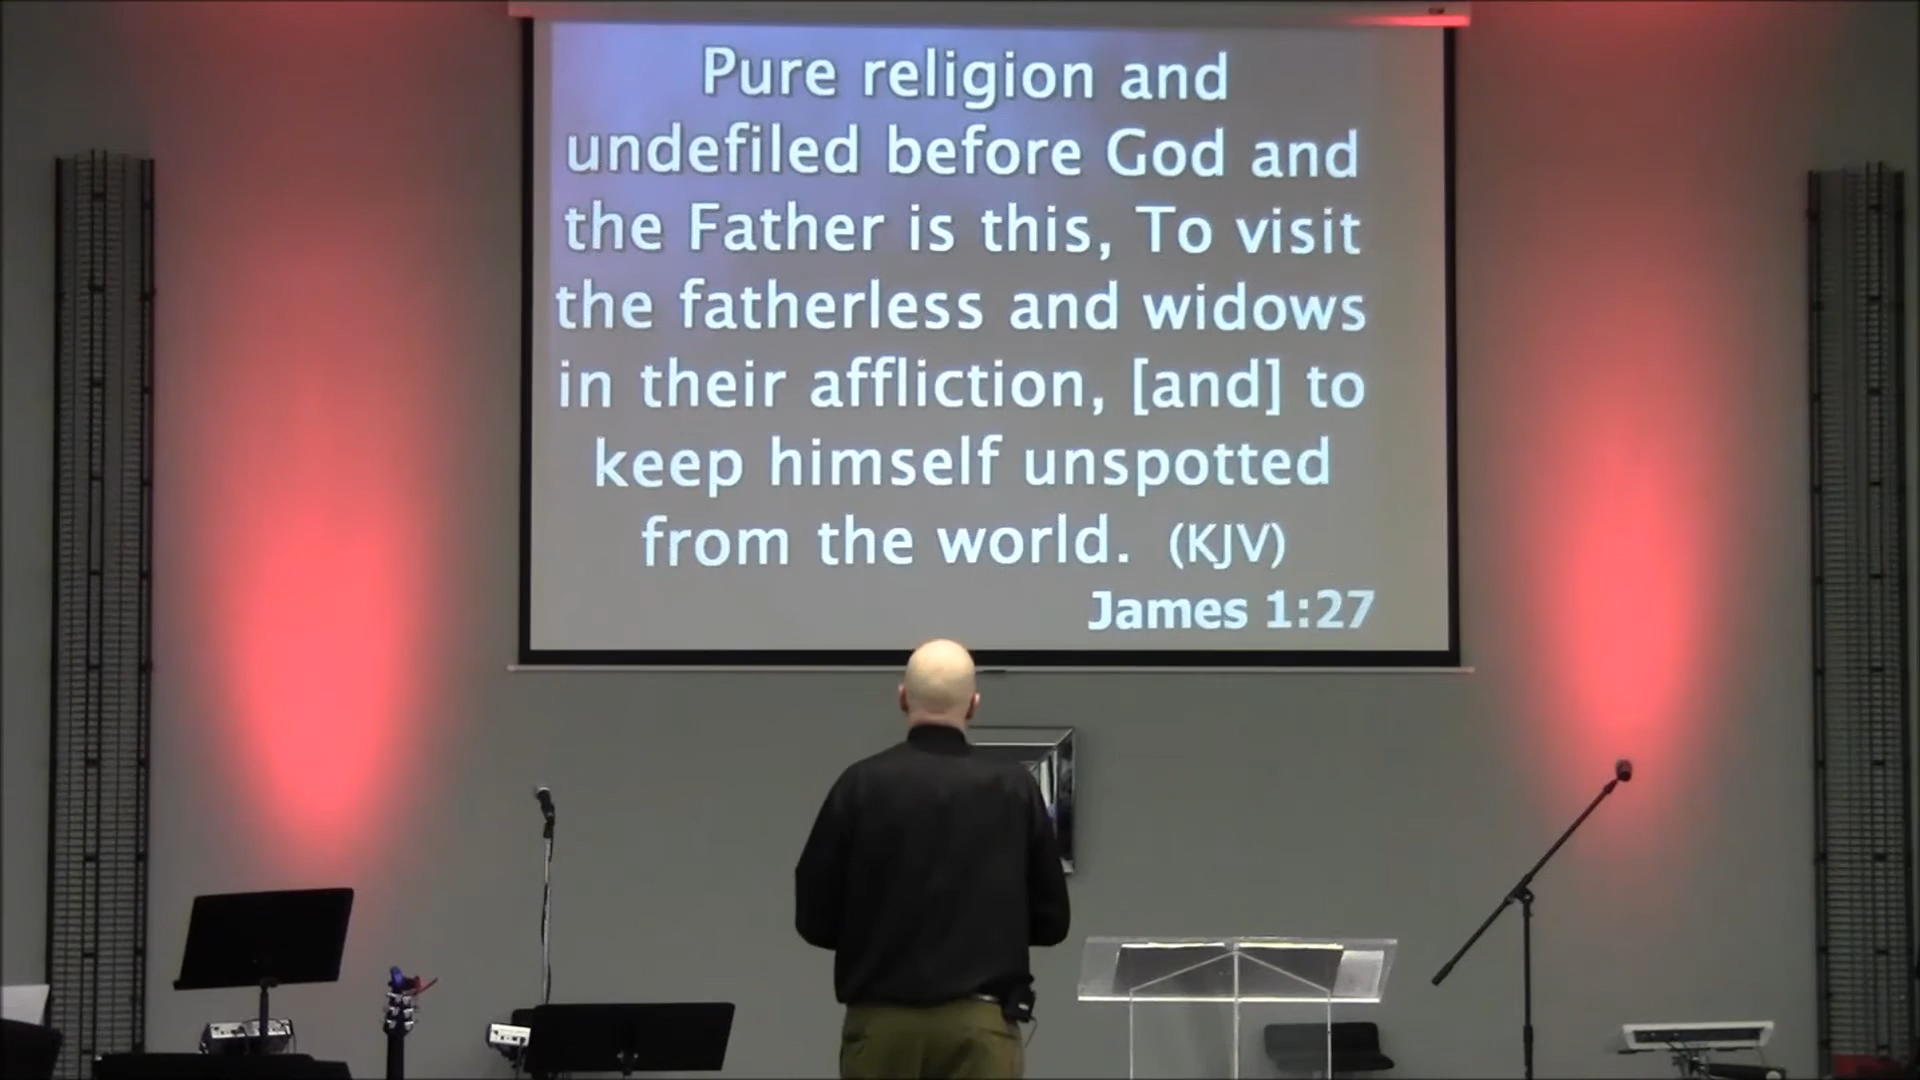 Pure religion and
undefiled before God and
the Father is this, To visit
the fatherless and widows
in their affliction, [and] to
keep himself unspotted
from the world. (KJV)
James 1:27